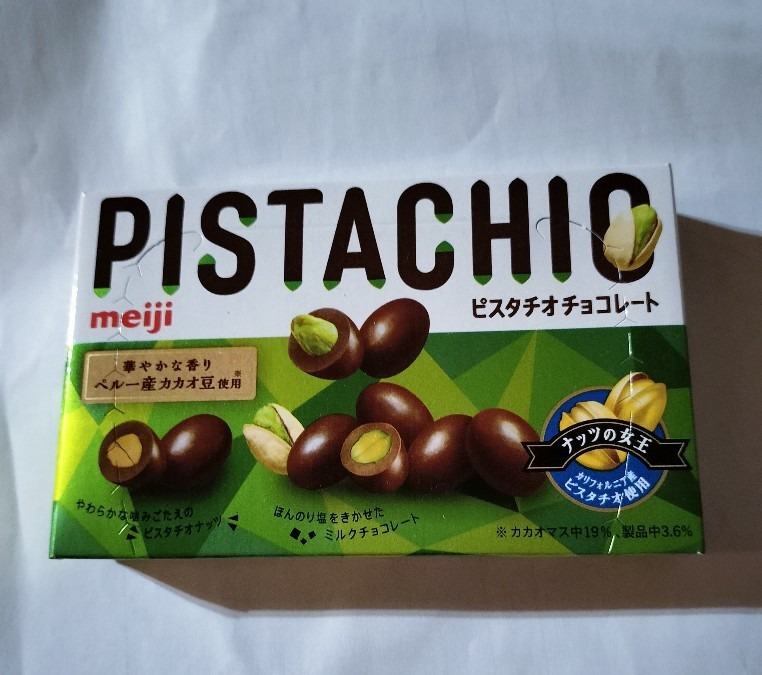 PISTACHIO
meiji
ピスタチオチョコレート
華やかな香り
ペルー産カカオ豆使用※
ナッツの女王
カリフォルニア産
ピスタチオ使用
やわらかな噛みごたえの
ピスタチオナッツ
ほんのり塩をきかせた
ミルクチョコレート
※カカオマス中19%、製品中3.6%